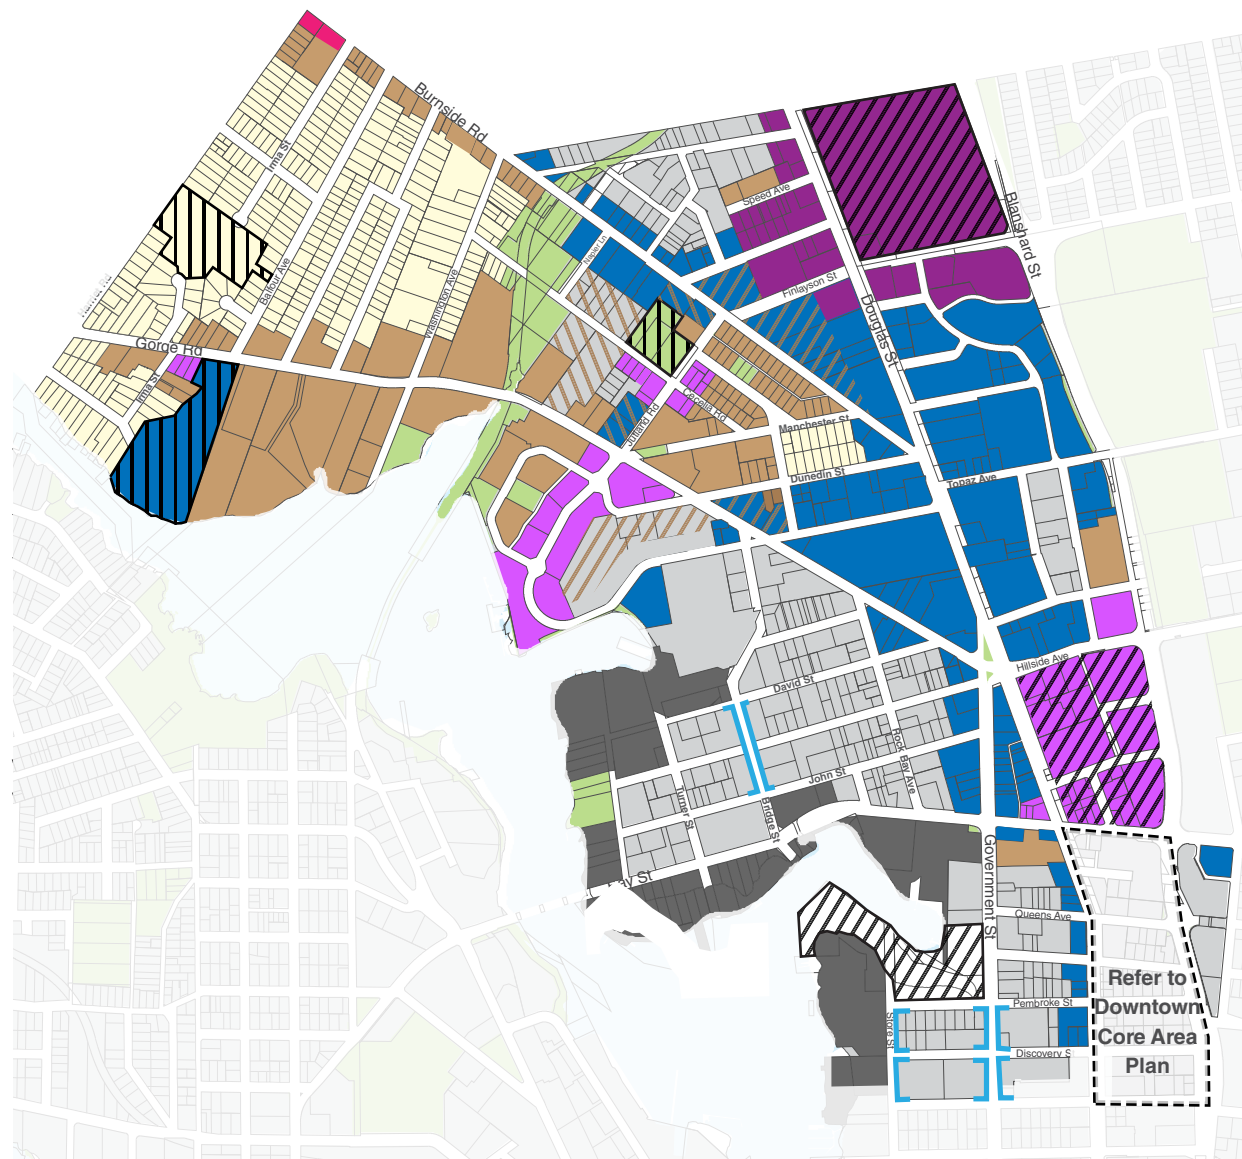 Burnside Rd
Irma St
Speed Ave
Blanshard St
Napier Ln
Balfour Ave
Washington Ave
Finlayson St
Douglas St
Gorge Rd
Irma St
Cecelia Rd
Jutland Rd
Manchester St
Dunedin St
Topaz Ave
Hillside Ave
David St
Rock Bay Ave
John St
Turner St
Bridge St
Government St
ay St
Queens Ave
Refer to
Downtown
Core Area
Plan
Pembroke St
Store St
Discovery S